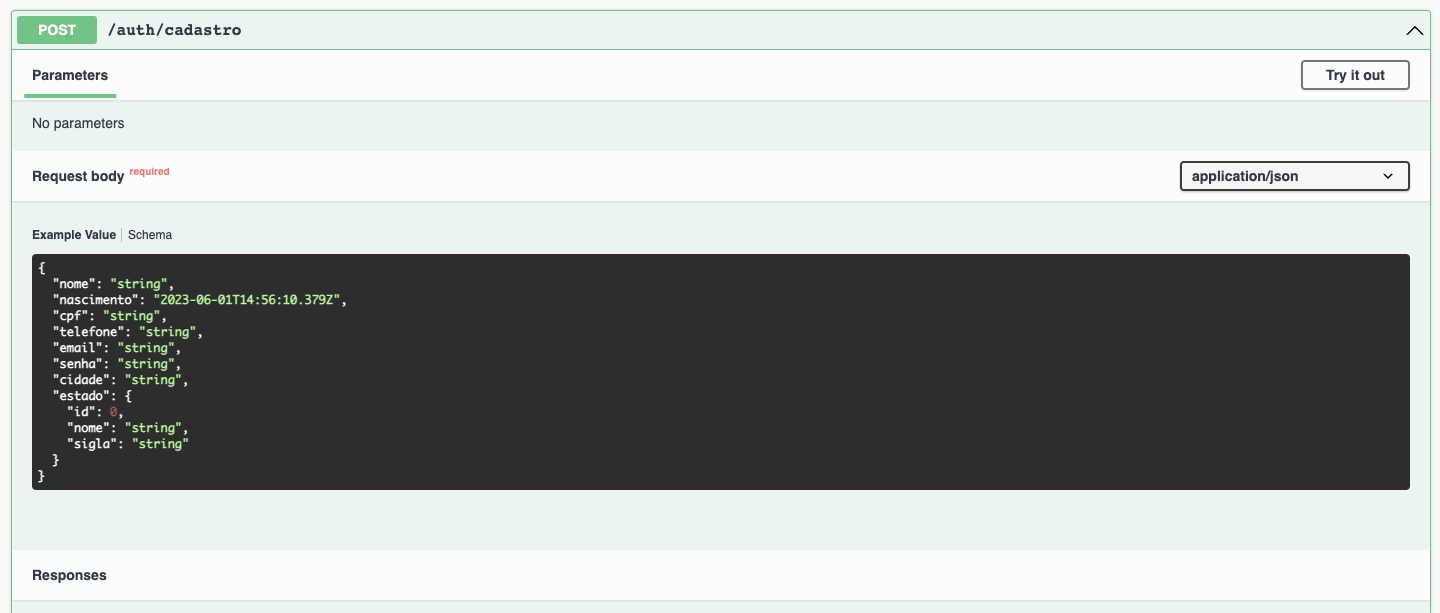 POST /auth/cadastro
Parameters
Try it out
No parameters
Request body required
application/json
Example Value Schema
{
  "nome": "string",
  "nascimento": "2023-06-01T14:56:10.379Z",
  "cpf": "string",
  "telefone": "string",
  "email": "string",
  "senha": "string",
  "cidade": "string",
  "estado": {
    "id": 0,
    "nome": "string",
    "sigla": "string"
  }
}
Responses